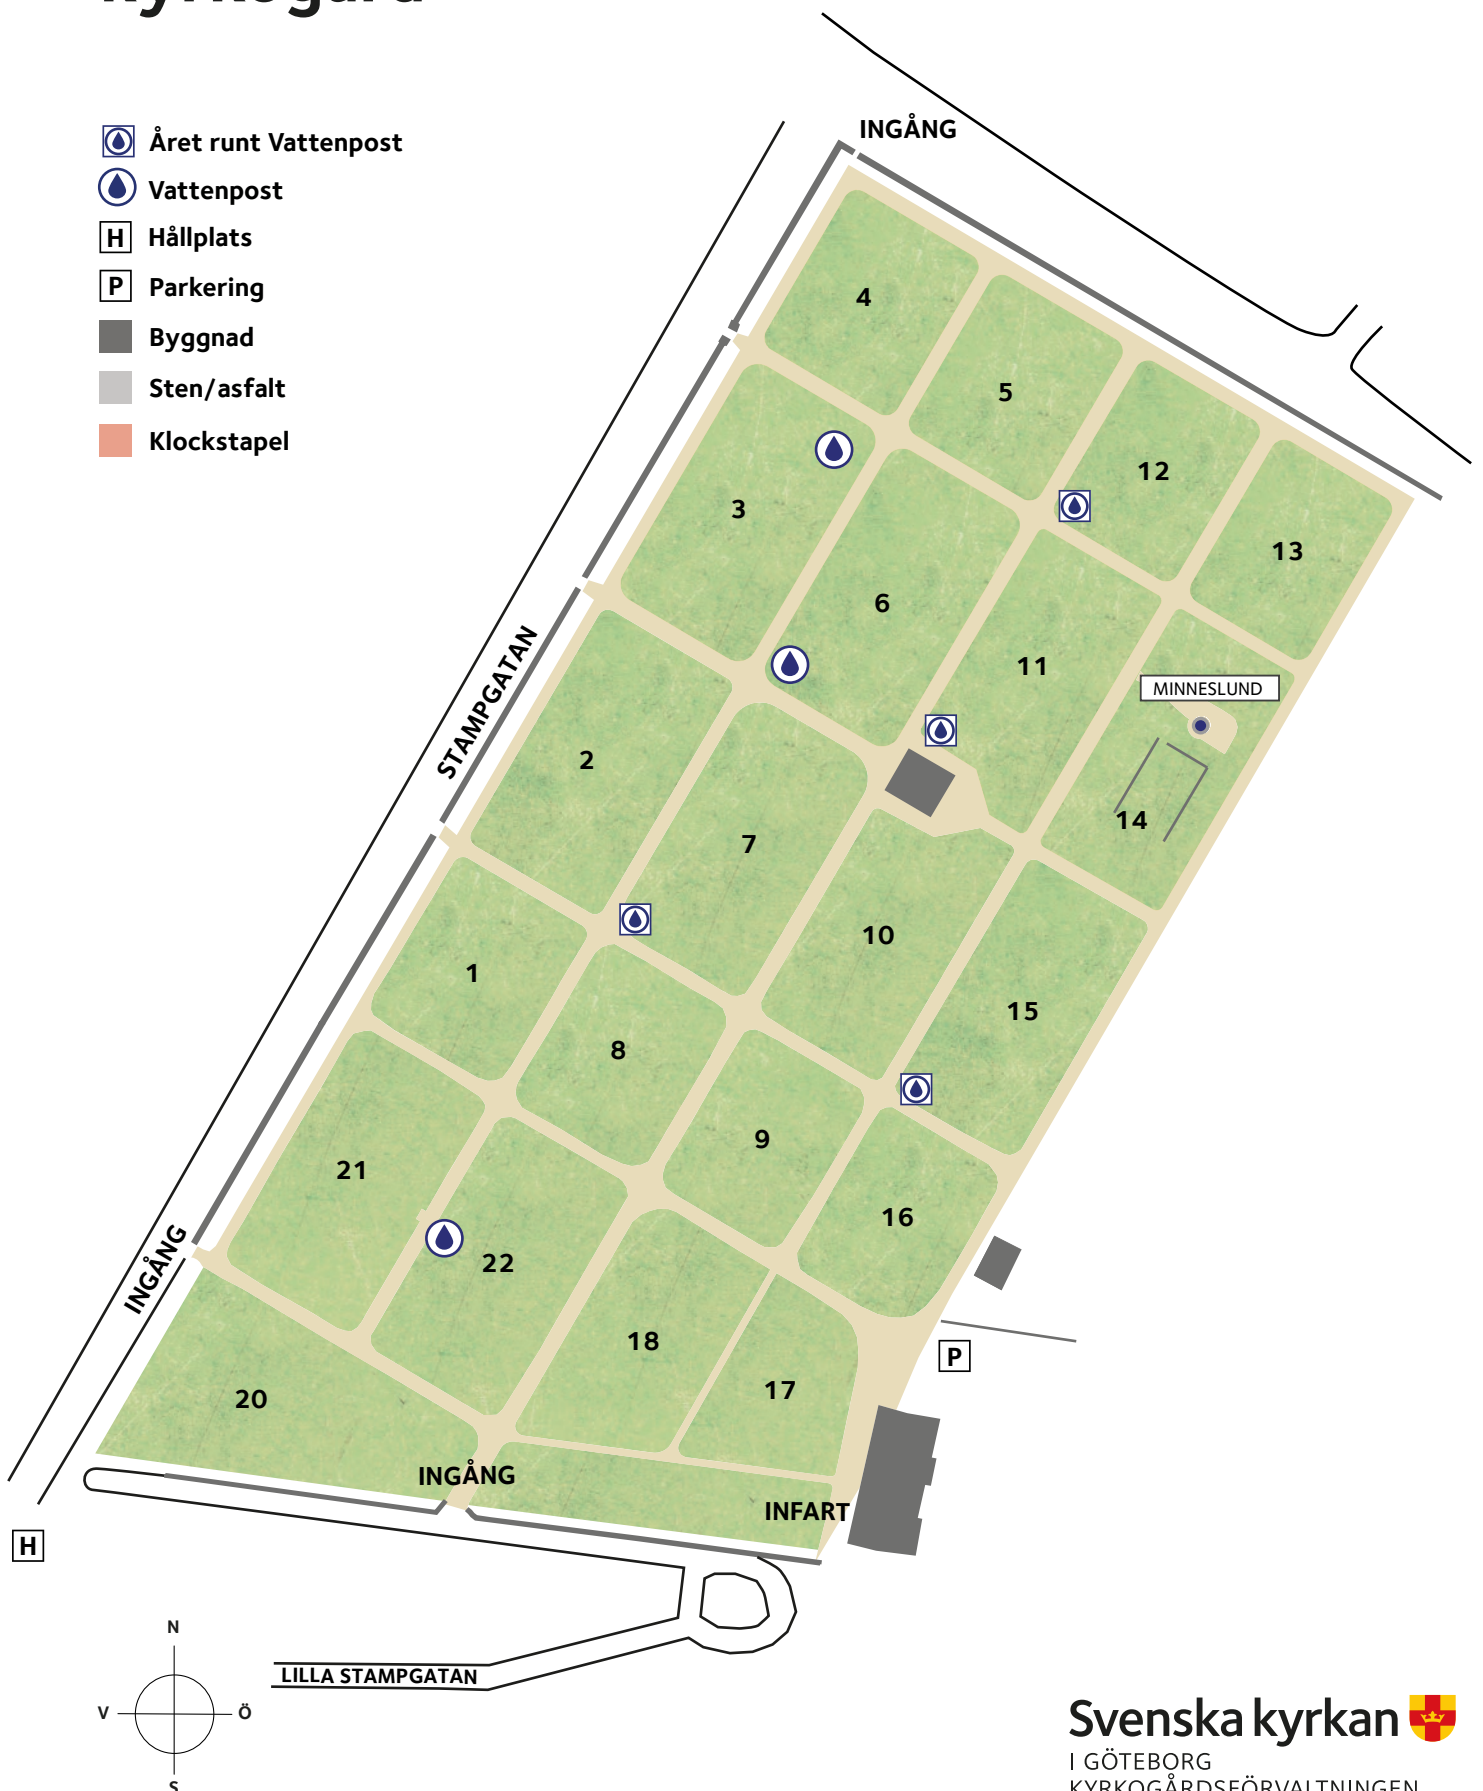 kyrkogård
Året runt Vattenpost
Vattenpost
H Hållplats
P Parkering
Byggnad
Sten/asfalt
Klockstapel
INGÅNG
4
5
12
3
13
6
11
STAMPGATAN
MINNESLUND
2
14
7
10
1
15
8
9
21
16
INGÅNG
22
18
P
17
20
INGÅNG
INFART
H
N
V Ö
S
LILLA STAMPGATAN
Svenska kyrkan
I GÖTEBORG
KYRKOGÅRDSFÖRVALTNINGEN